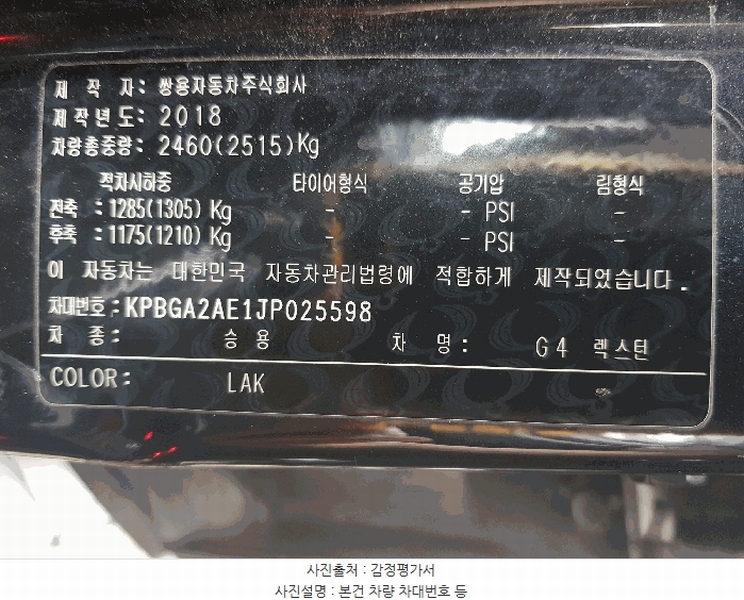 제 작 자: 쌍용자동차주식회사
제작년도: 2018
차량총중량: 2460(2515)Kg
적차시하중 타이어형식 공기압 림형식
전축 : 1285(1305) Kg - - PSI -
후축 : 1175(1210) Kg - - PSI -
이 자동차는 대한민국 자동차관리법령에 적합하게 제작되었습니다.
차대번호: KPBGA2AE1JP025598
차 종: 승 용 차 명: G4 렉스턴
COLOR: LAK -
사진출처 : 감정평가서
사진설명 : 본건 차량 차대번호 등